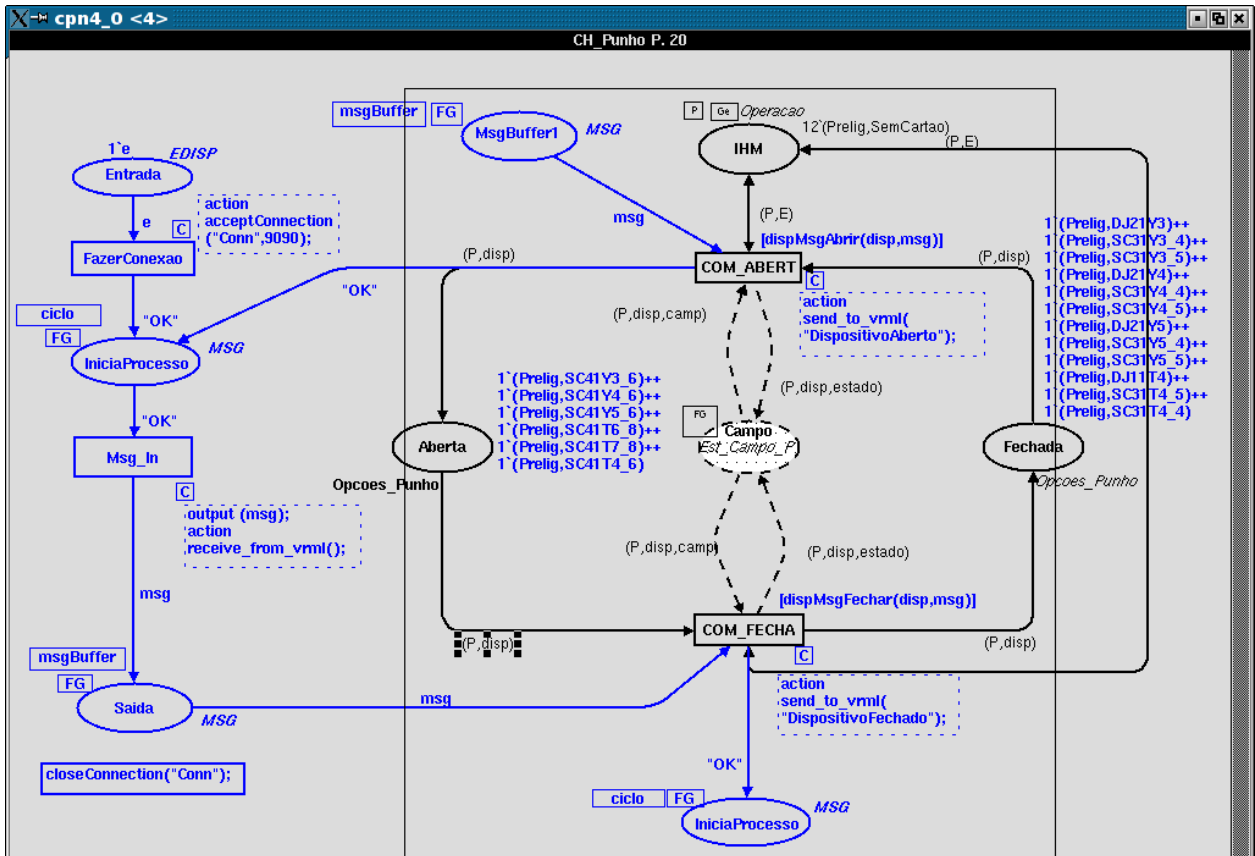 cpn4_0 <4>
CH_Punho P. 20
msgBuffer
FG
MsgBuffer1
MSG
P
Ge
Operacao
IHM
12`(Prelig,SemCartao)
(P,E)
1`e
EDISP
Entrada
e
C
action
acceptConnection
("Conn",9090);
FazerConexao
msg
(P,E)
[dispMsgAbrir(disp,msg)]
COM_ABERT
C
action
send_to_vrml(
"DispositivoAberto");
(P,disp)
(P,disp)
"OK"
1`(Prelig,DJ21Y3)++
1`(Prelig,SC31Y3_4)++
1`(Prelig,SC31Y3_5)++
1`(Prelig,DJ21Y4)++
1`(Prelig,SC31Y4_4)++
1`(Prelig,SC31Y4_5)++
1`(Prelig,DJ21Y5)++
1`(Prelig,SC31Y5_4)++
1`(Prelig,SC31Y5_5)++
1`(Prelig,DJ11T4)++
1`(Prelig,SC31T4_5)++
1`(Prelig,SC31T4_4)
ciclo
FG
"OK"
IniciaProcesso
MSG
(P,disp,camp)
(P,disp,estado)
"OK"
Msg_In
C
output (msg);
action
receive_from_vrml();
1`(Prelig,SC41Y3_6)++
1`(Prelig,SC41Y4_6)++
1`(Prelig,SC41Y5_6)++
1`(Prelig,SC41T6_8)++
1`(Prelig,SC41T7_8)++
1`(Prelig,SC41T4_6)
Aberta
Opcoes_Punho
FG
Campo
Est_Campo_P
Fechada
Opcoes_Punho
(P,disp,camp)
(P,disp,estado)
msg
[dispMsgFechar(disp,msg)]
COM_FECHA
C
(P,disp)
(P,disp)
msgBuffer
FG
Saida
MSG
msg
action
send_to_vrml(
"DispositivoFechado");
closeConnection("Conn");
"OK"
ciclo
FG
MSG
IniciaProcesso